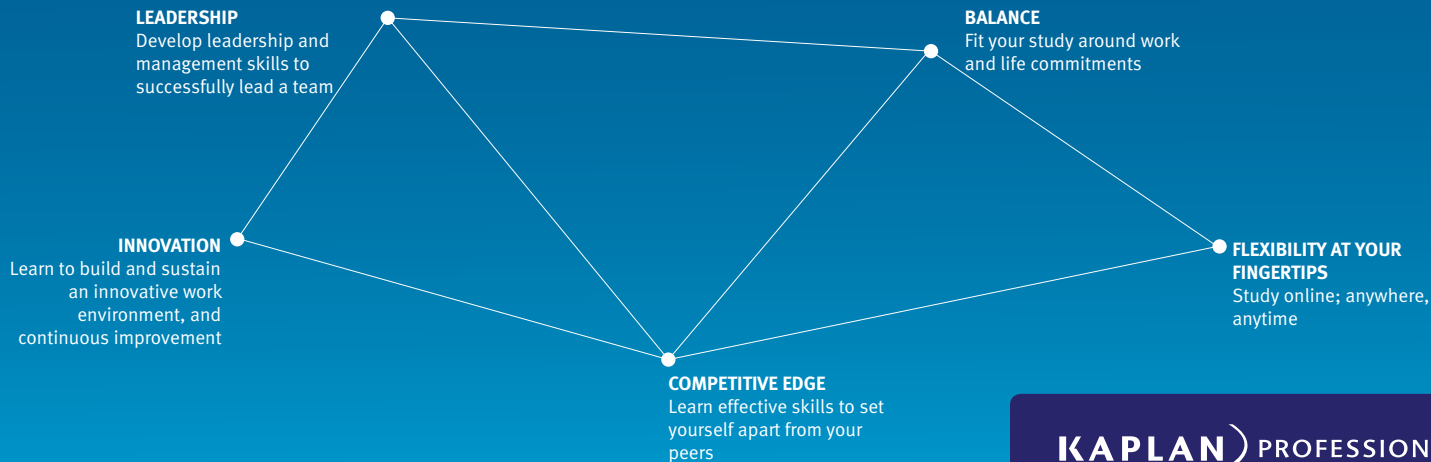 LEADERSHIP
Develop leadership and
management skills to
successfully lead a team
BALANCE
Fit your study around work
and life commitments
INNOVATION
Learn to build and sustain
an innovative work
environment, and
continuous improvement
FLEXIBILITY AT YOUR
FINGERTIPS
Study online; anywhere,
anytime
COMPETITIVE EDGE
Learn effective skills to set
yourself apart from your
peers
KAPLAN PROFESSION